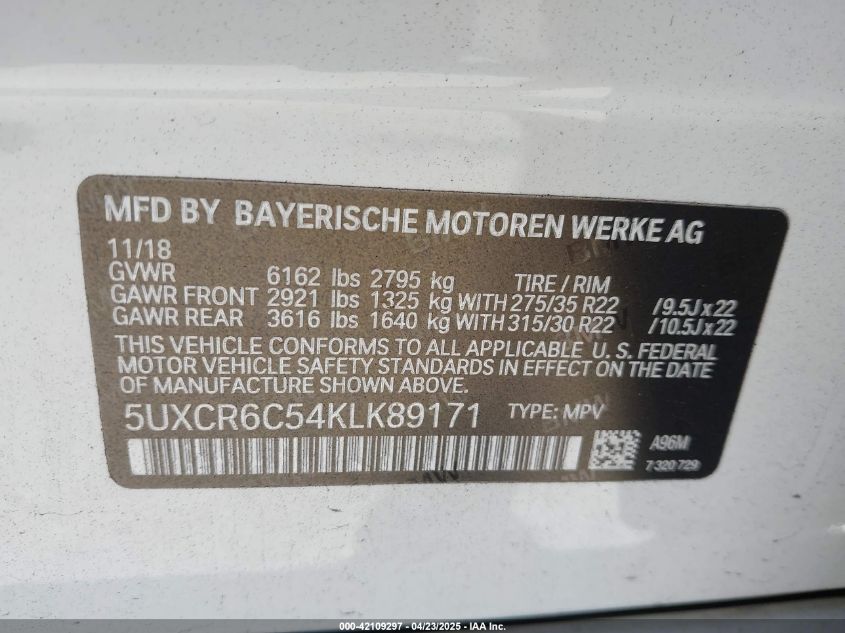 MFD BY BAYERISCHE MOTOREN WERKE AG
11/18
GVWR 6162 lbs 2795 kg TIRE / RIM
GAWR FRONT 2921 lbs 1325 kg WITH 275/35 R22 /9.5J x 22
GAWR REAR 3616 lbs 1640 kg WITH 315/30 R22 /10.5J x 22
THIS VEHICLE CONFORMS TO ALL APPLICABLE U. S. FEDERAL
MOTOR VEHICLE SAFETY STANDARDS IN EFFECT ON THE DATE
OF MANUFACTURE SHOWN ABOVE.
5UXCR6C54KLK89171 TYPE: MPV
A96M
7 320 729
000-42109297 - 04/23/2025 - IAA Inc.